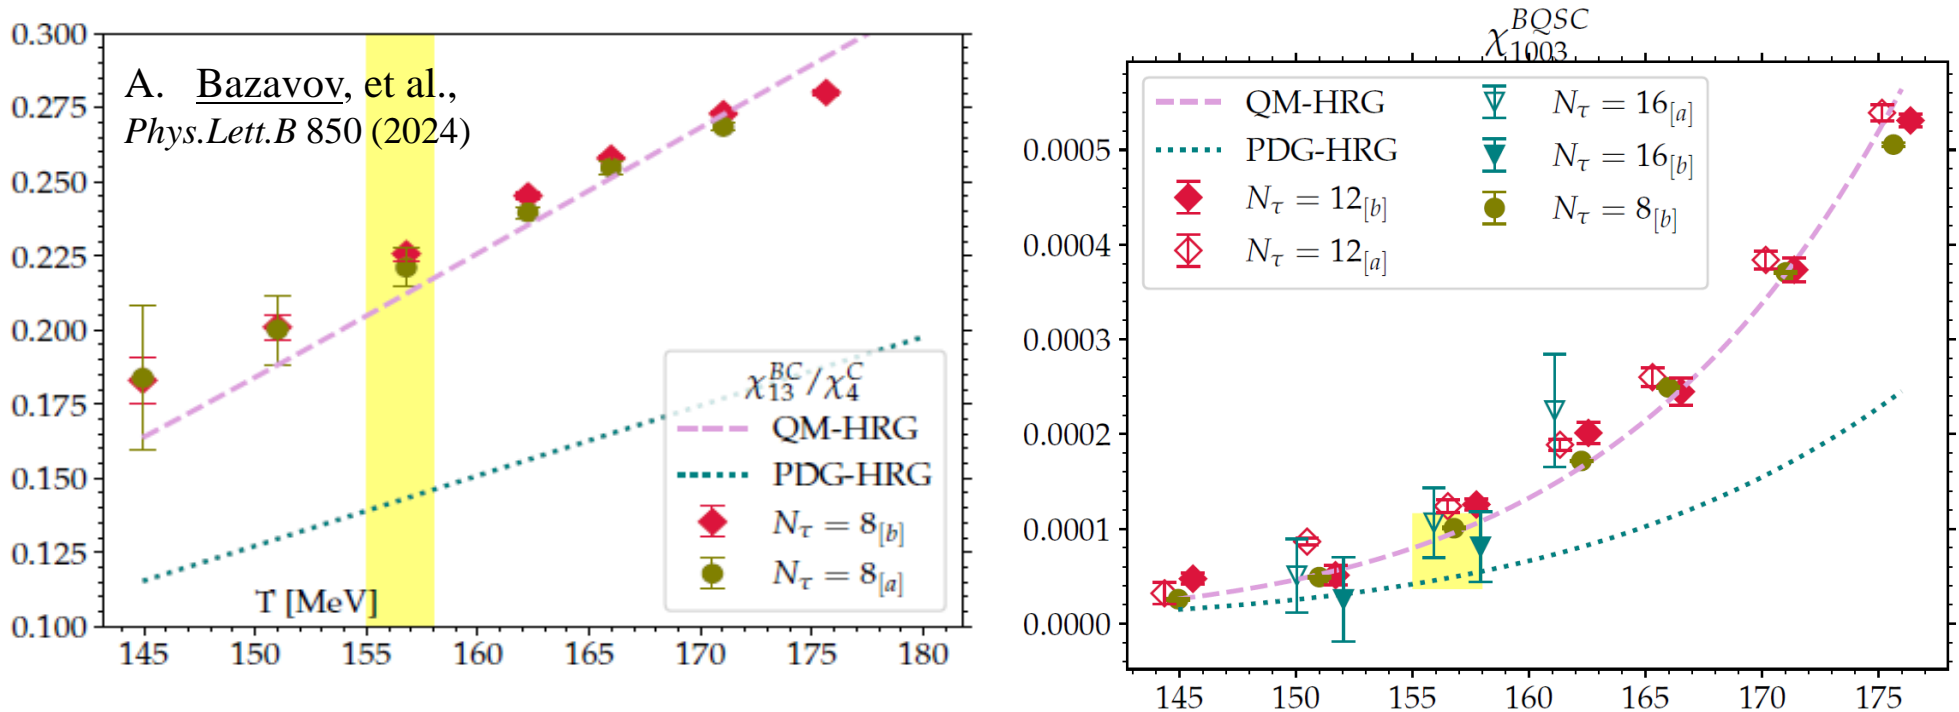 0.300
0.275
0.250
0.225
0.200
0.175
0.150
0.125
0.100
A. Bazavov, et al.,
Phys.Lett.B 850 (2024)
χ^{BC}_{13}/χ^{C}_{4}
QM-HRG
PDG-HRG
N_τ = 8_{[b]}
N_τ = 8_{[a]}
T [MeV]
145 150 155 160 165 170 175 180
χ^{BQSC}_{1003}
QM-HRG
PDG-HRG
N_τ = 12_{[b]}
N_τ = 12_{[a]}
N_τ = 16_{[a]}
N_τ = 16_{[b]}
N_τ = 8_{[b]}
0.0005
0.0004
0.0003
0.0002
0.0001
0.0000
145 150 155 160 165 170 175